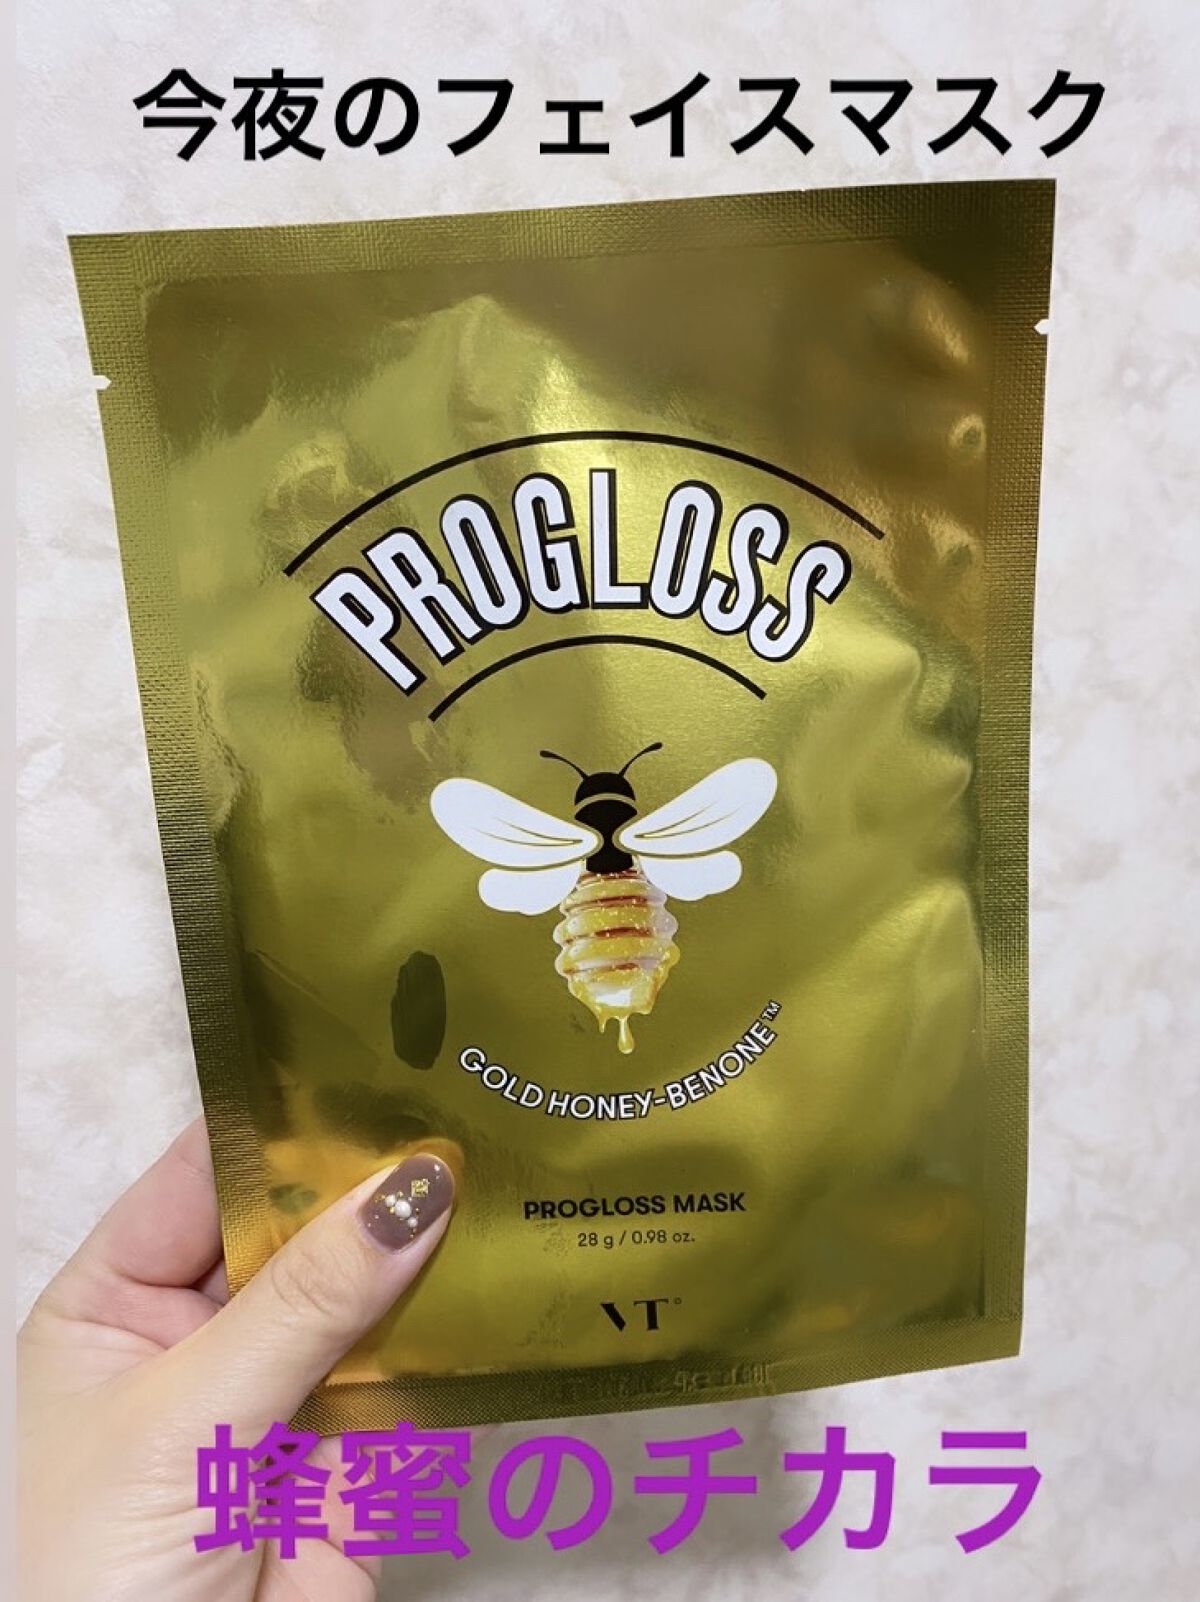 今夜のフェイスマスク
PROGLOSS
GOLD HONEY-BENONE™
PROGLOSS MASK
28 g / 0.98 oz.
VT°
蜂蜜のチカラ